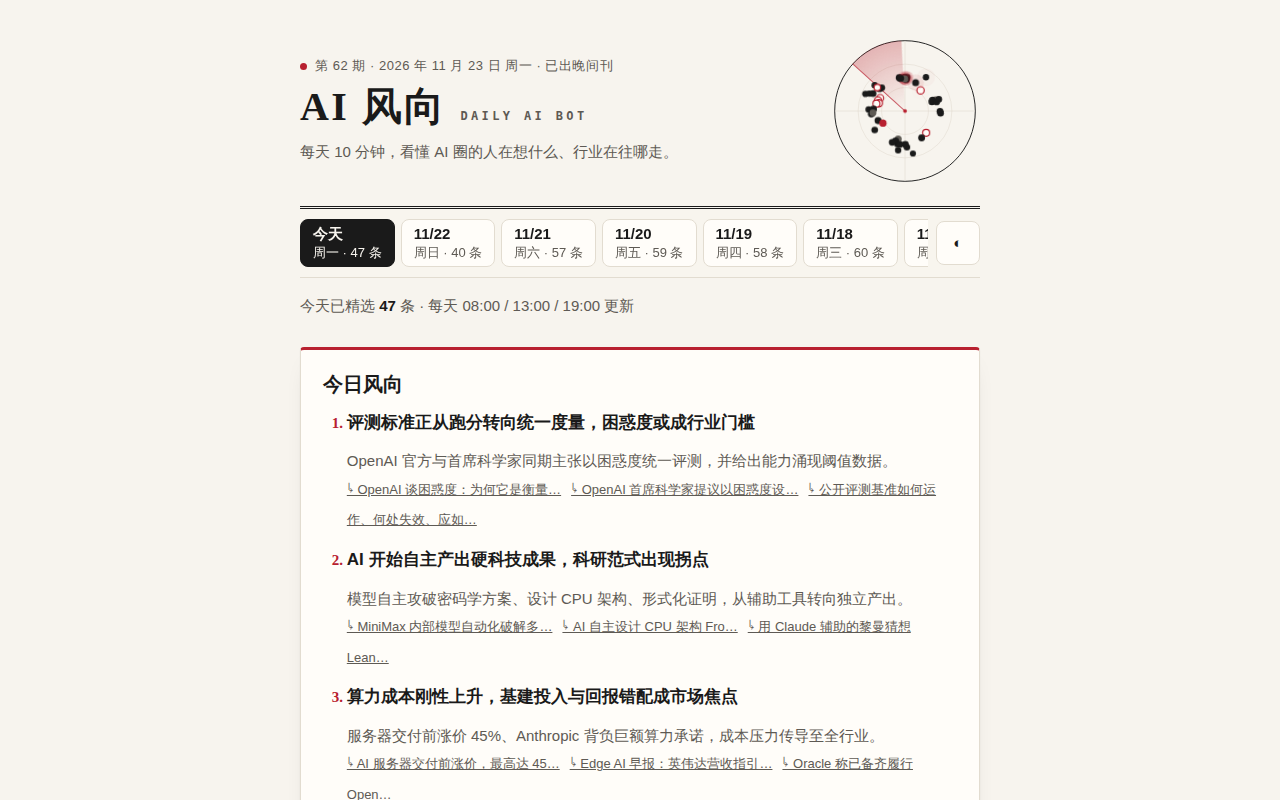 第 62 期 · 2026 年 11 月 23 日 周一 · 已出晚间刊
AI 风向 DAILY AI BOT
每天 10 分钟，看懂 AI 圈的人在想什么、行业在往哪走。
今天 11/22 11/21 11/20 11/19 11/18
周一 · 47 条 周日 · 40 条 周六 · 57 条 周五 · 59 条 周四 · 58 条 周三 · 60 条 周
今天已精选 47 条 · 每天 08:00 / 13:00 / 19:00 更新
今日风向
1. 评测标准正从跑分转向统一度量，困惑度或成行业门槛
OpenAI 官方与首席科学家同期主张以困惑度统一评测，并给出能力涌现阈值数据。
↳ OpenAI 谈困惑度：为何它是衡量… ↳ OpenAI 首席科学家提议以困惑度设… ↳ 公开评测基准如何运
作、何处失效、应如…
2. AI 开始自主产出硬科技成果，科研范式出现拐点
模型自主攻破密码学方案、设计 CPU 架构、形式化证明，从辅助工具转向独立产出。
↳ MiniMax 内部模型自动化破解多… ↳ AI 自主设计 CPU 架构 Fro… ↳ 用 Claude 辅助的黎曼猜想
Lean…
3. 算力成本刚性上升，基建投入与回报错配成市场焦点
服务器交付前涨价 45%、Anthropic 背负巨额算力承诺，成本压力传导至全行业。
↳ AI 服务器交付前涨价，最高达 45… ↳ Edge AI 早报：英伟达营收指引… ↳ Oracle 称已备齐履行
Open…